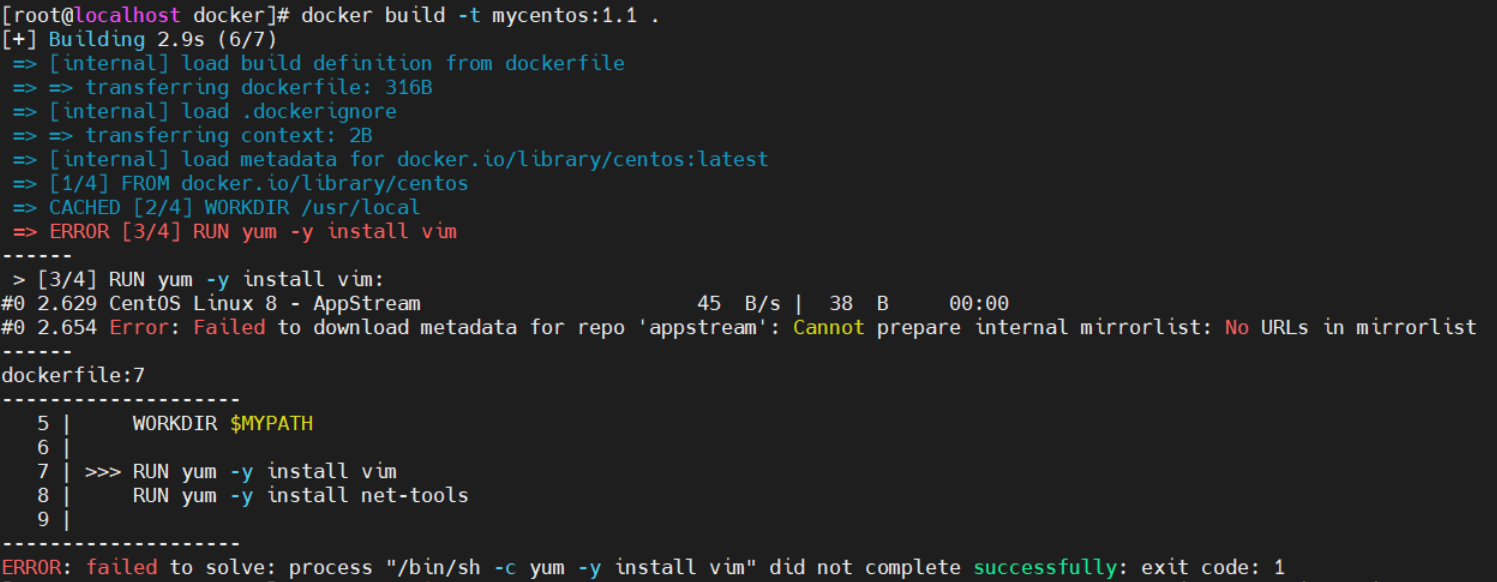 [root@localhost docker]# docker build -t mycentos:1.1 .
[+] Building 2.9s (6/7)
 => [internal] load build definition from dockerfile
 => => transferring dockerfile: 316B
 => [internal] load .dockerignore
 => => transferring context: 2B
 => [internal] load metadata for docker.io/library/centos:latest
 => [1/4] FROM docker.io/library/centos
 => CACHED [2/4] WORKDIR /usr/local
 => ERROR [3/4] RUN yum -y install vim
------
 > [3/4] RUN yum -y install vim:
#0 2.629 CentOS Linux 8 - AppStream                       45  B/s |  38  B     00:00
#0 2.654 Error: Failed to download metadata for repo 'appstream': Cannot prepare internal mirrorlist: No URLs in mirrorlist
------
dockerfile:7
--------------------
   5 |     WORKDIR $MYPATH
   6 |
   7 | >>> RUN yum -y install vim
   8 |     RUN yum -y install net-tools
   9 |
--------------------
ERROR: failed to solve: process "/bin/sh -c yum -y install vim" did not complete successfully: exit code: 1